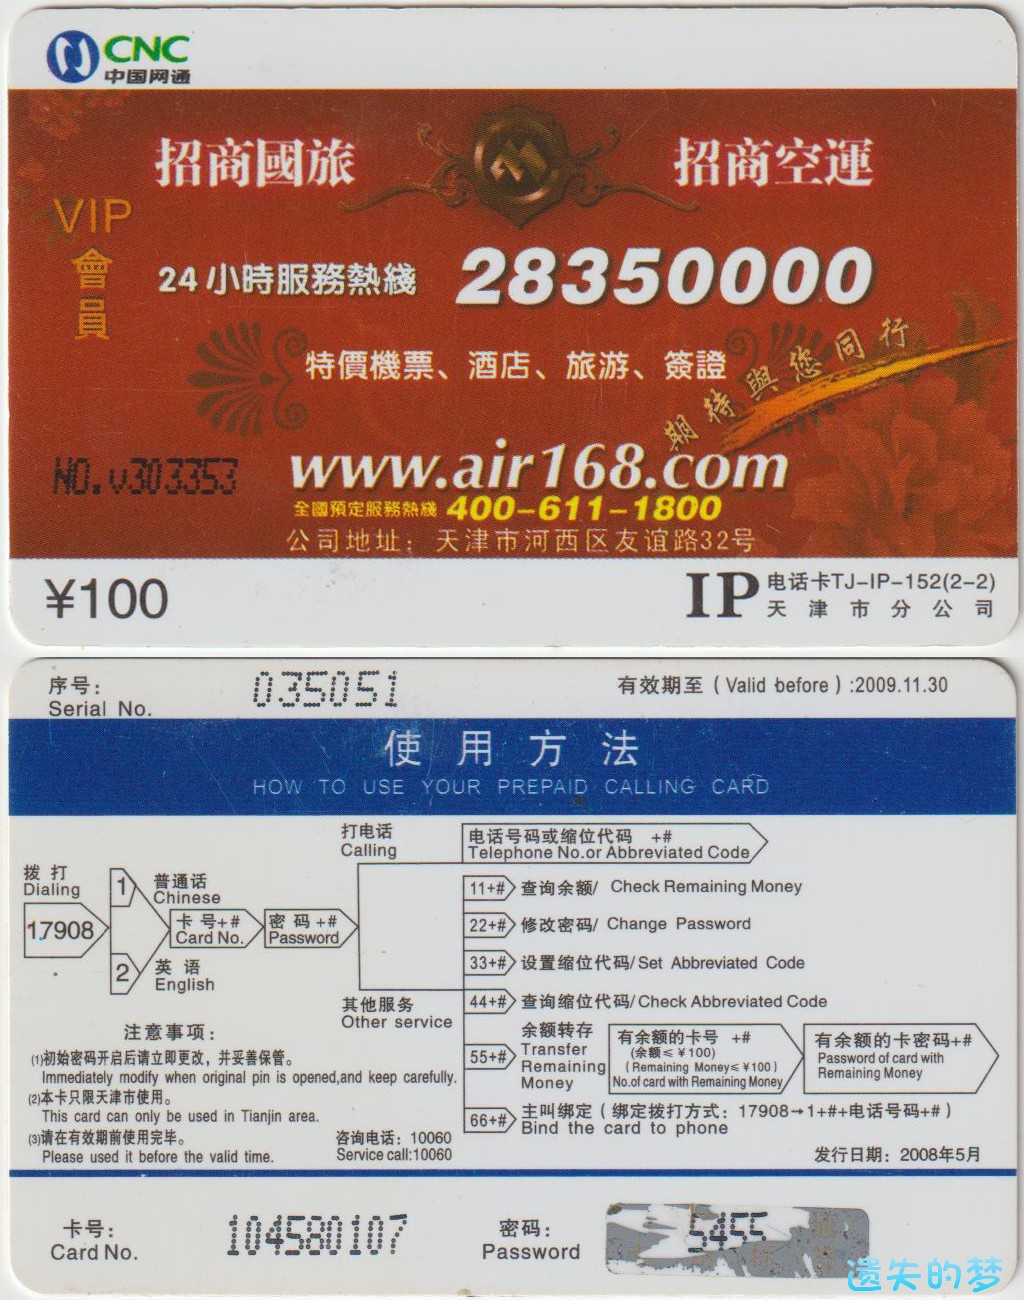 CNC
中国网通
招商國旅 招商空運
VIP
會員
24小時服務熱綫 28350000
特價機票、酒店、旅游、簽證
期待與您同行
NO.v303353
www.air168.com
全國預定服務熱綫 400-611-1800
公司地址：天津市河西区友谊路32号
¥100
IP 电话卡TJ-IP-152(2-2)
天津市分公司
序号：
Serial No.
035051
有效期至（Valid before）:2009.11.30
使用方法
HOW TO USE YOUR PREPAID CALLING CARD
拨打
Dialing
17908
1
普通话
Chinese
2
英语
English
卡号+#
Card No.
密码+#
Password
打电话
Calling
电话号码或缩位代码 +#
Telephone No.or Abbreviated Code
其他服务
Other service
11+# 查询余额/ Check Remaining Money
22+# 修改密码/ Change Password
33+# 设置缩位代码/Set Abbreviated Code
44+# 查询缩位代码/Check Abbreviated Code
55+#
余额转存
Transfer
Remaining
Money
有余额的卡号 +#
(余额≤¥100)
(Remaining Money≤¥100)
No.of card with Remaining Money
有余额的卡密码+#
Password of card with
Remaining Money
66+# 主叫绑定（绑定拨打方式：17908→1+#+电话号码+#）
Bind the card to phone
注意事项：
(1)初始密码开启后请立即更改，并妥善保管。
Immediately modify when original pin is opened,and keep carefully.
(2)本卡只限天津市使用。
This card can only be used in Tianjin area.
(3)请在有效期前使用完毕。
Please used it before the valid time.
咨询电话：10060
Service call:10060
发行日期：2008年5月
卡号：
Card No.
104580107
密码：
Password
5455
遗失的梦